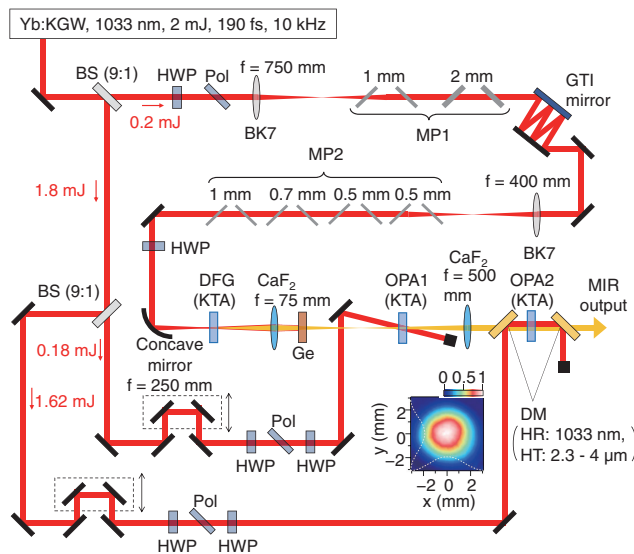 Yb:KGW, 1033 nm, 2 mJ, 190 fs, 10 kHz
BS (9:1)
HWP
Pol
f = 750 mm
BK7
0.2 mJ
1 mm
2 mm
MP1
GTI
mirror
1.8 mJ
MP2
1 mm
0.7 mm
0.5 mm
0.5 mm
f = 400 mm
BK7
HWP
BS (9:1)
DFG
(KTA)
CaF2
f = 75 mm
Ge
OPA1
(KTA)
CaF2
f = 500
mm
OPA2
(KTA)
MIR
output
0.18 mJ
1.62 mJ
Concave
mirror
f = 250 mm
Pol
HWP
HWP
0 0.51
y (mm)
2
0
−2
−2 0 2
x (mm)
DM
(HR: 1033 nm,
HT: 2.3 - 4 µm)
Pol
HWP
HWP